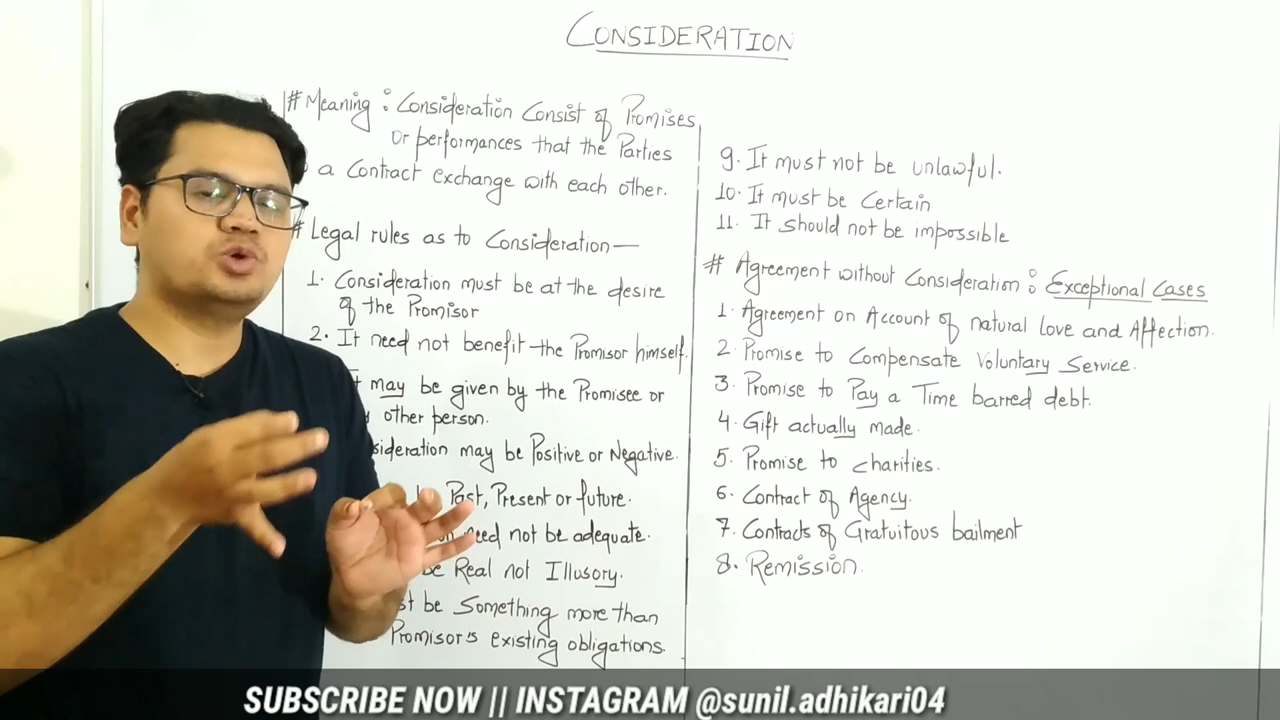 CONSIDERATION
# Meaning : Consideration Consist of Promises
or performances that the Parties
a Contract exchange with each other.
# Legal rules as to Consideration —
1. Consideration must be at the desire
of the Promisor
2. It need not benefit the Promisor himself.
may be given by the Promisee or
other person.
may be Positive or Negative.
Past, Present or future.
need not be adequate.
Real not Illusory.
be Something more than
Promisor's existing obligations.
9. It must not be unlawful.
10. It must be Certain
11. It should not be impossible
# Agreement without Consideration : Exceptional Cases
1. Agreement on Account of natural love and Affection.
2. Promise to Compensate Voluntary Service.
3. Promise to Pay a Time barred debt.
4. Gift actually made.
5. Promise to charities.
6. Contract of Agency.
7. Contracts of Gratuitous bailment
8. Remission.
SUBSCRIBE NOW || INSTAGRAM @sunil.adhikari04